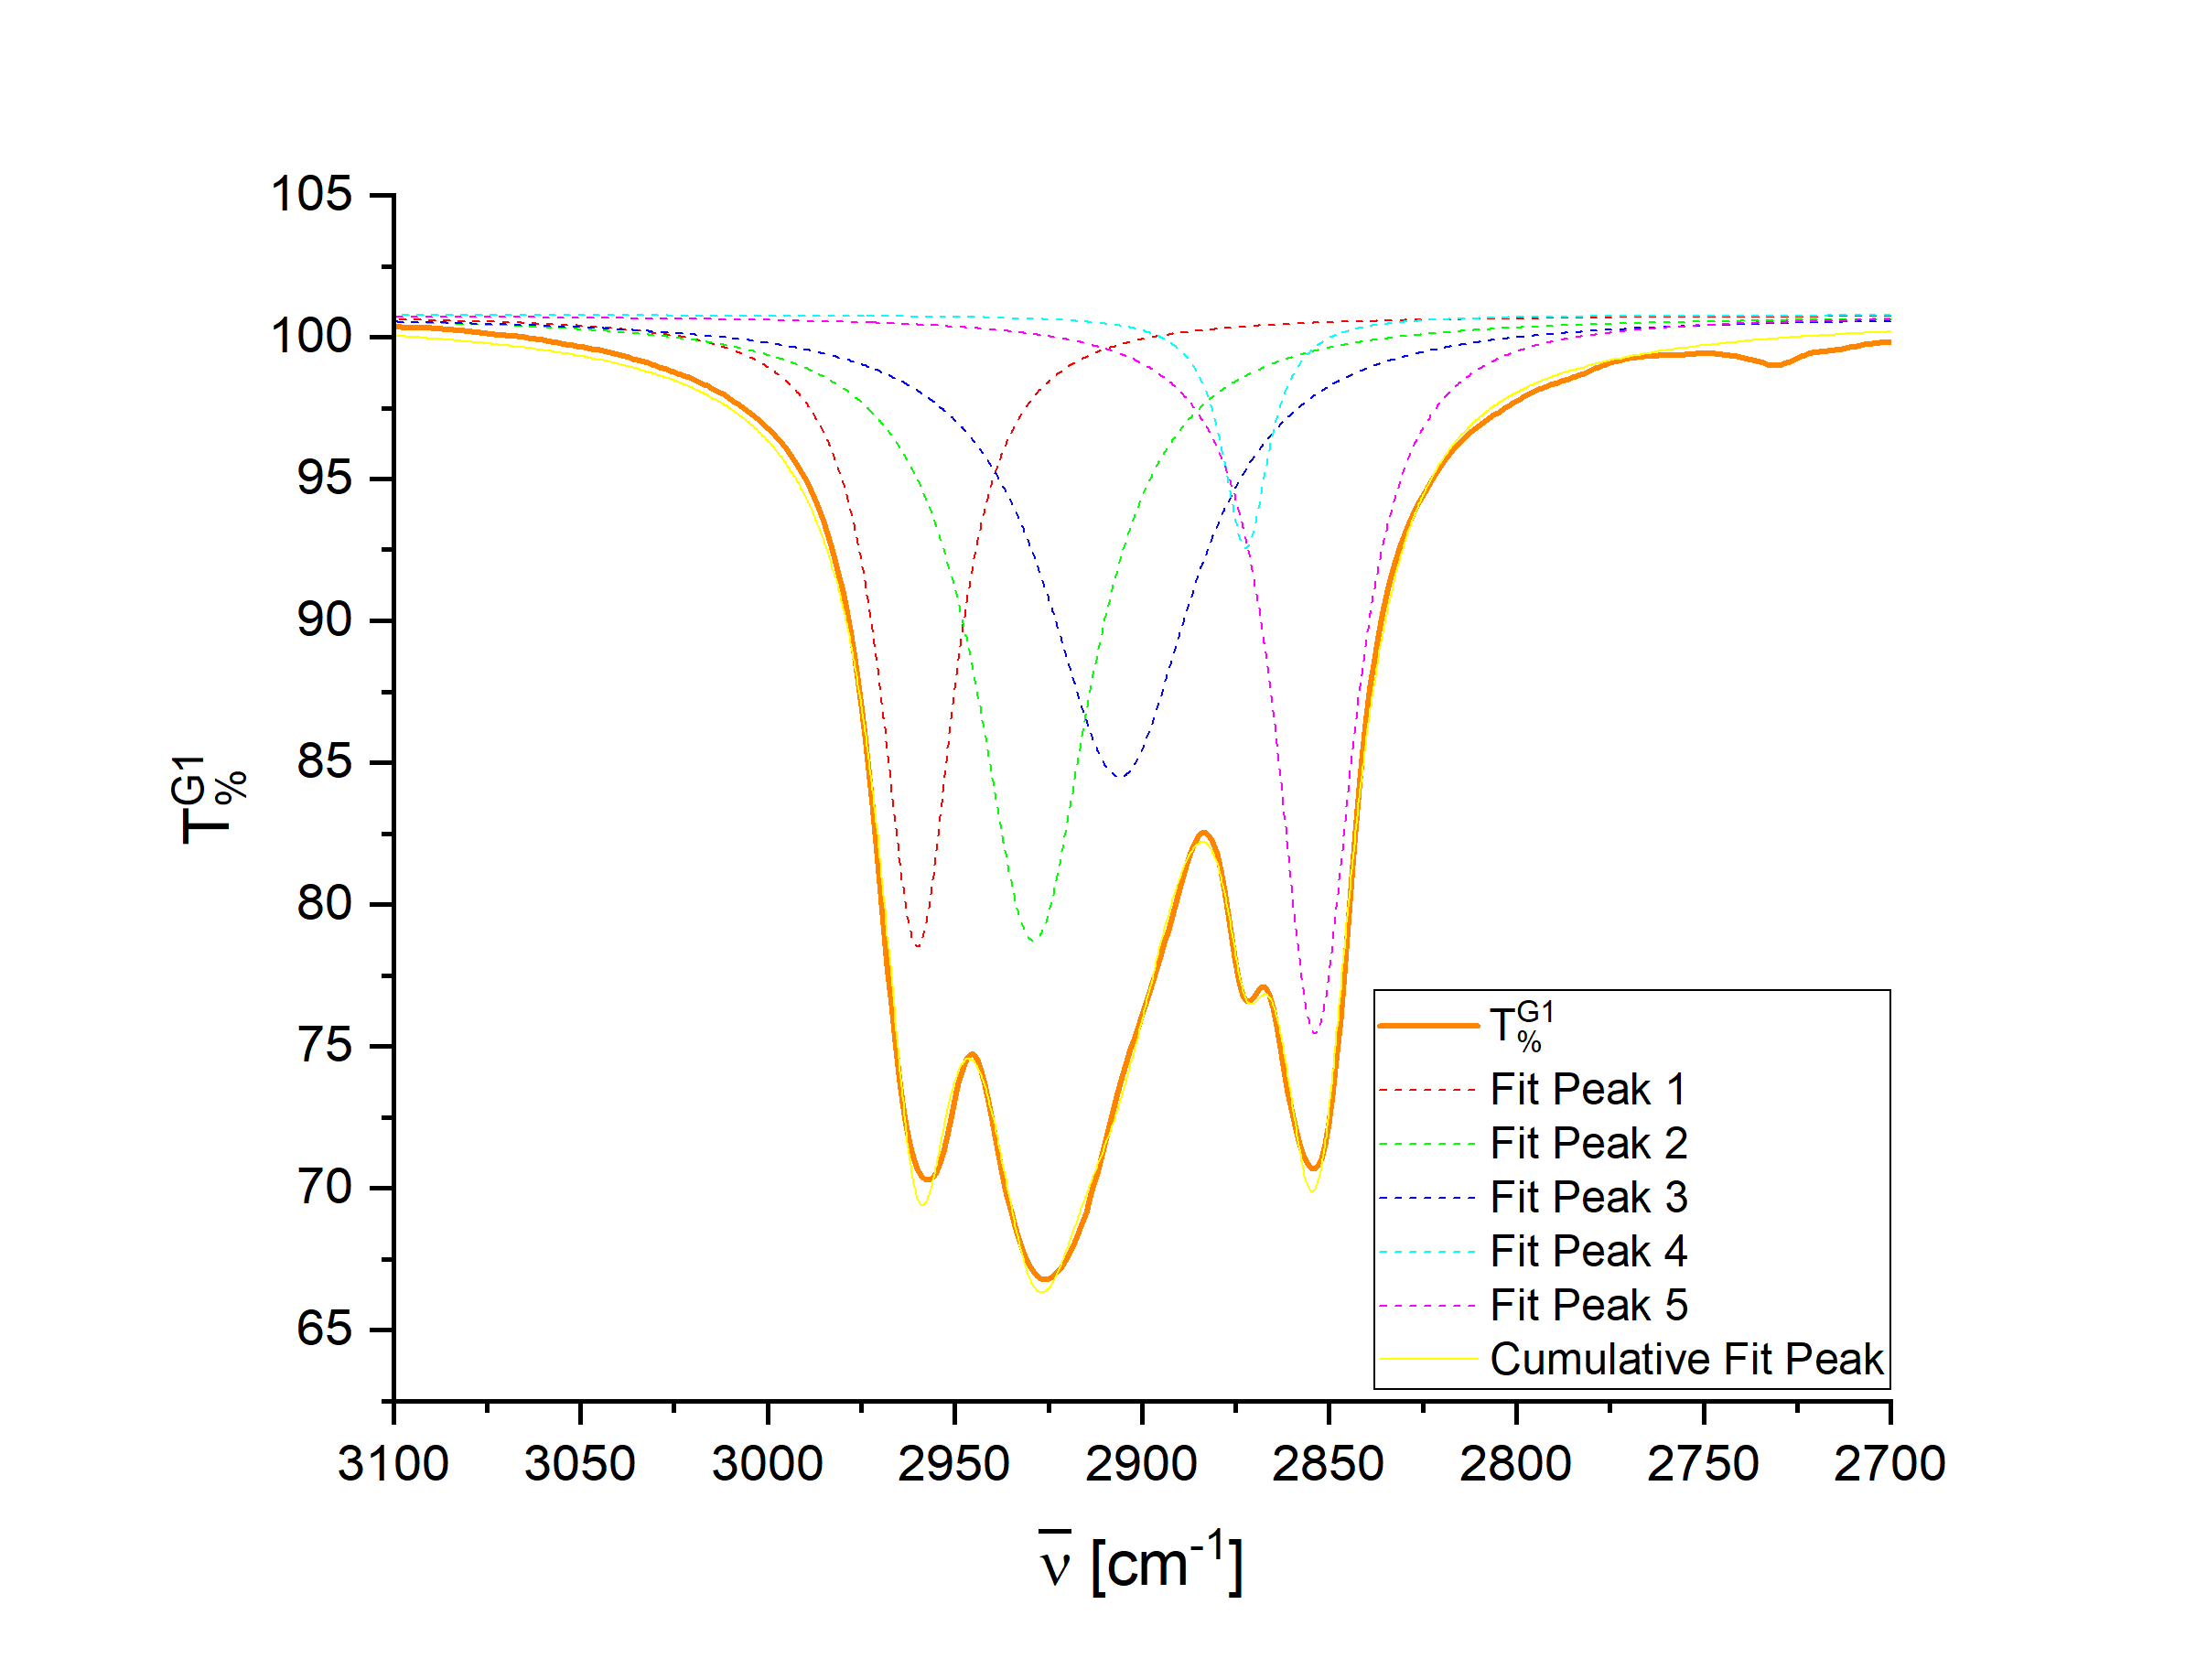 105
100
95
90
85
80
75
70
65
T%G1
T%G1
Fit Peak 1
Fit Peak 2
Fit Peak 3
Fit Peak 4
Fit Peak 5
Cumulative Fit Peak
3100 3050 3000 2950 2900 2850 2800 2750 2700
ν̅ [cm-1]